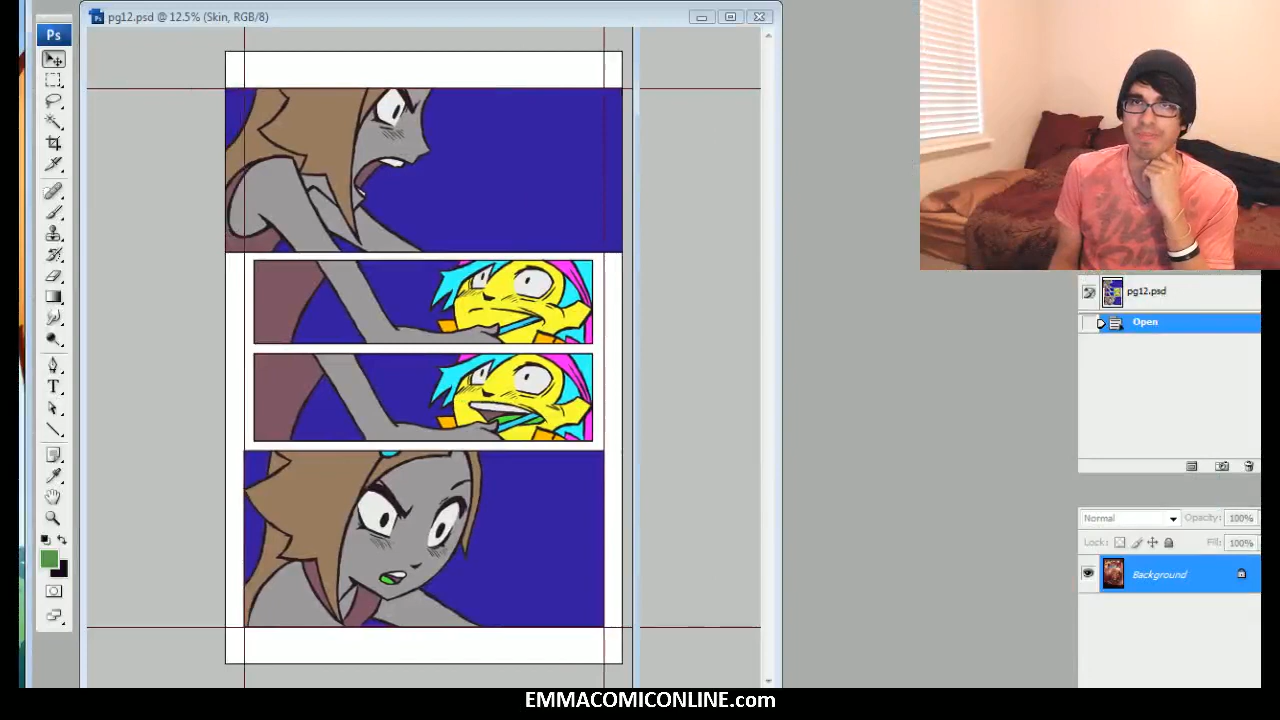 pg12.psd @ 12.5% (Skin, RGB/8)
Ps
T
pg12.psd
Open
Normal
Opacity: 100%
Lock:
Fill: 100%
Background
EMMACOMICONLINE.com